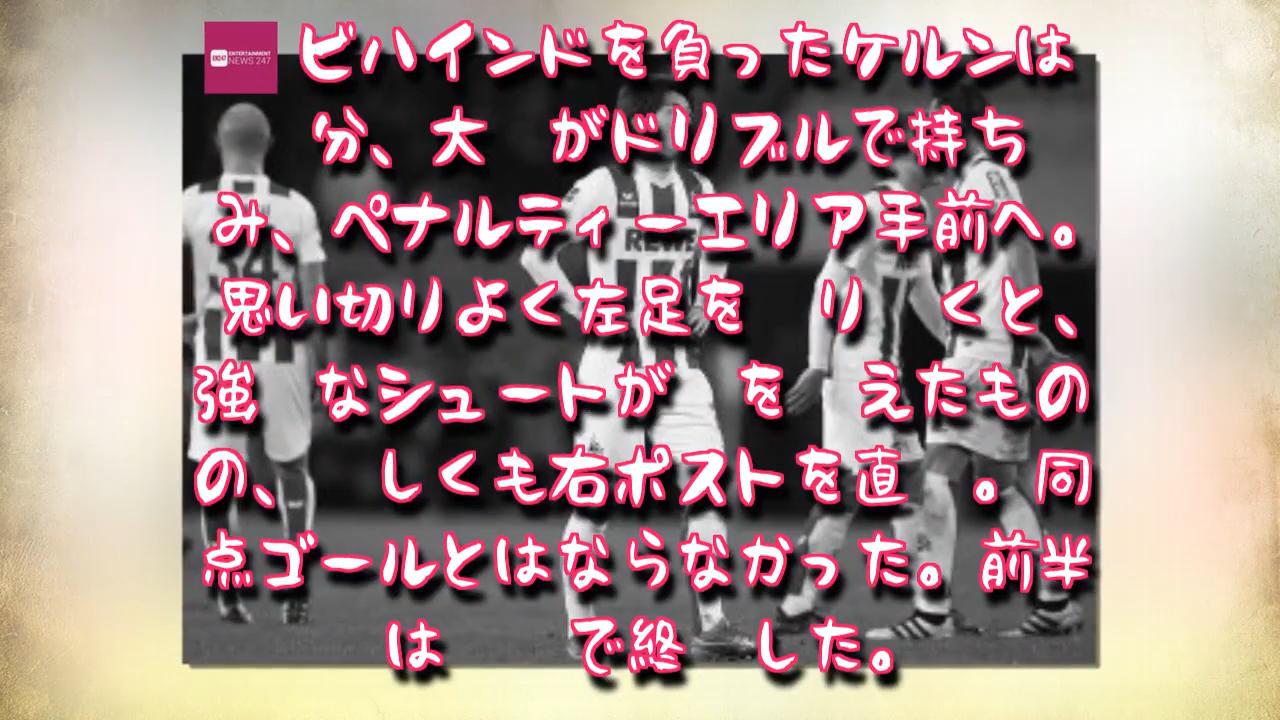 ENTERTAINMENT
NEWS 247
ビハインドを負ったケルンは
分、大 がドリブルで持ち
み、ペナルティーエリア手前へ。
思い切りよく左足を り くと、
強 なシュートが を えたもの
の、 しくも右ポストを直 。同
点ゴールとはならなかった。前半
は で終 した。
REWE